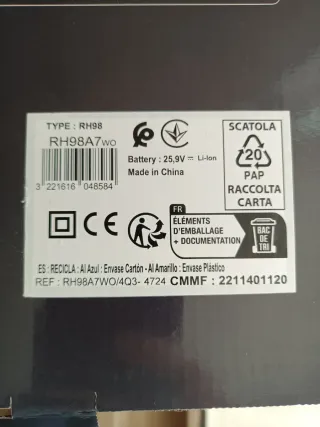 TYPE : RH98
RH98A7WO
3 221616 048584
Battery : 25,9V Li-Ion
Made in China
SCATOLA
20
PAP
RACCOLTA
CARTA
CE
FR
ÉLÉMENTS
D'EMBALLAGE
+ DOCUMENTATION
BAC
DE
TRI
ES : RECICLA : Al Azul : Envase Cartón - Al Amarillo : Envase Plástico
REF : RH98A7WO/4Q3- 4724 CMMF : 2211401120